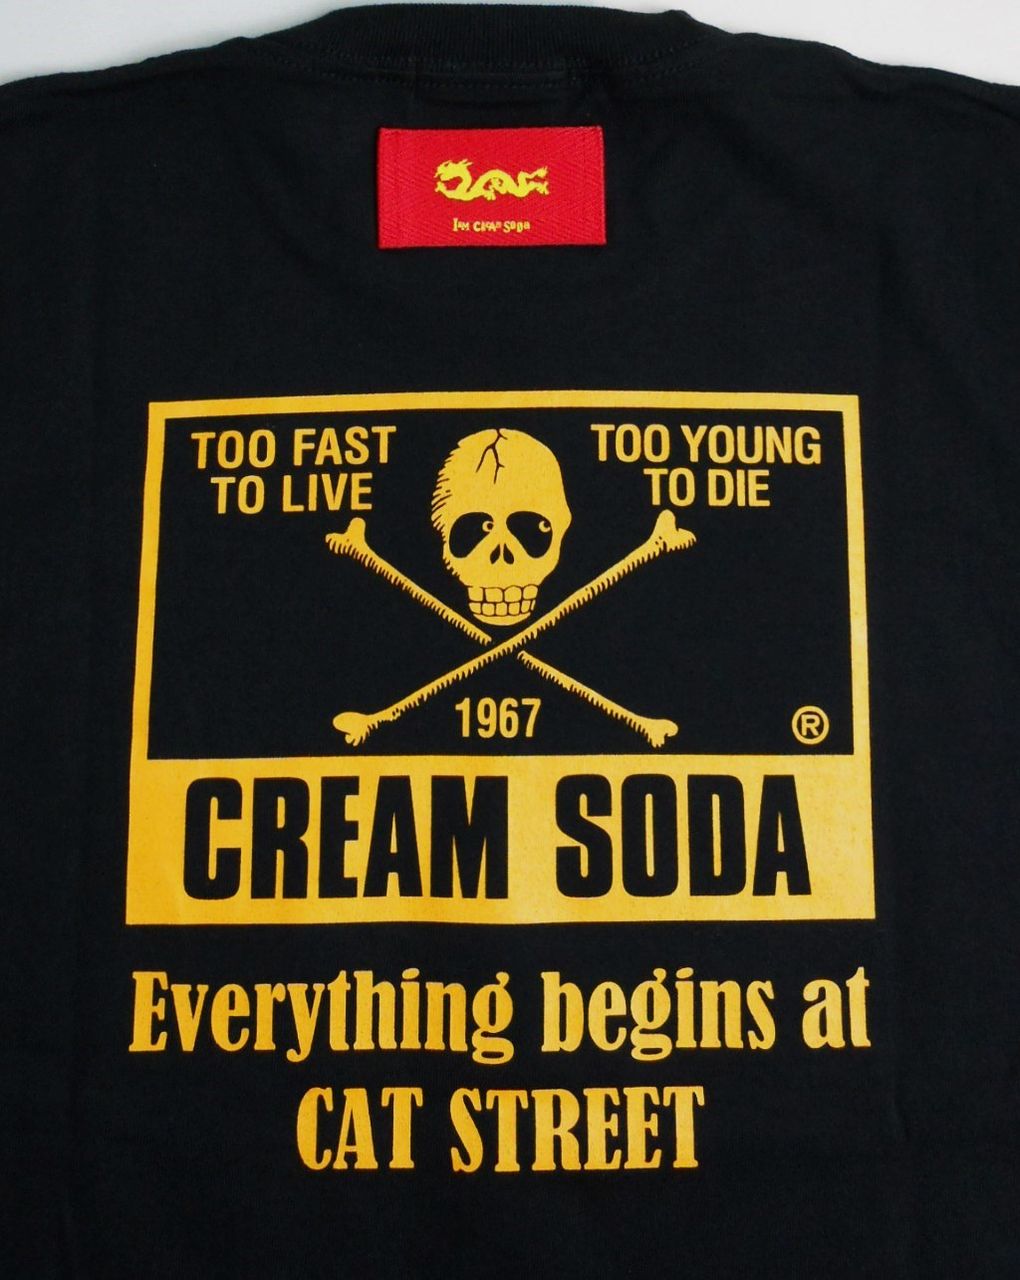 TOO FAST
TO LIVE
TOO YOUNG
TO DIE
1967
®
CREAM SODA
Everything begins at
CAT STREET